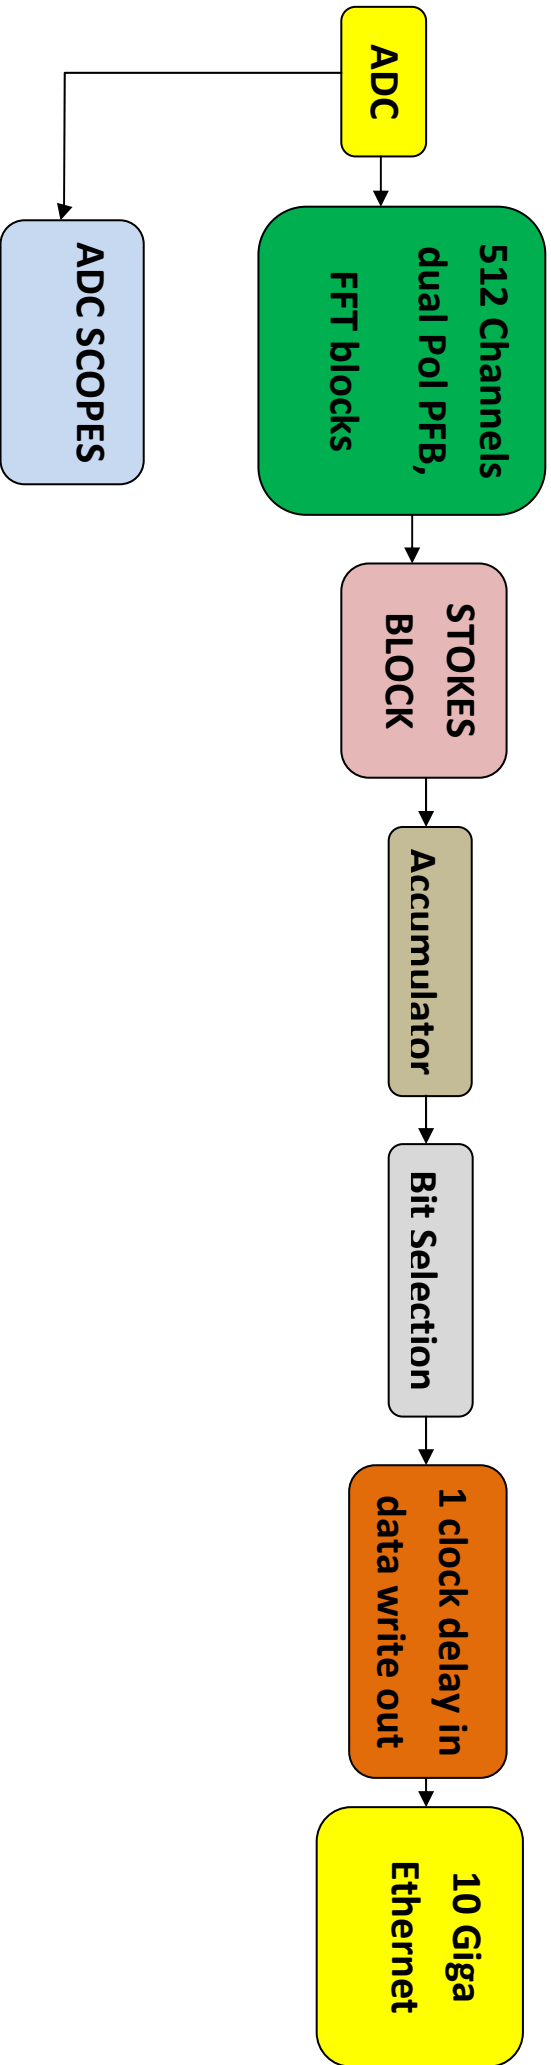 ADC
512 Channels
dual Pol PFB,
FFT blocks
STOKES
BLOCK
Accumulator
Bit Selection
1 clock delay in
data write out
10 Giga
Ethernet
ADC SCOPES